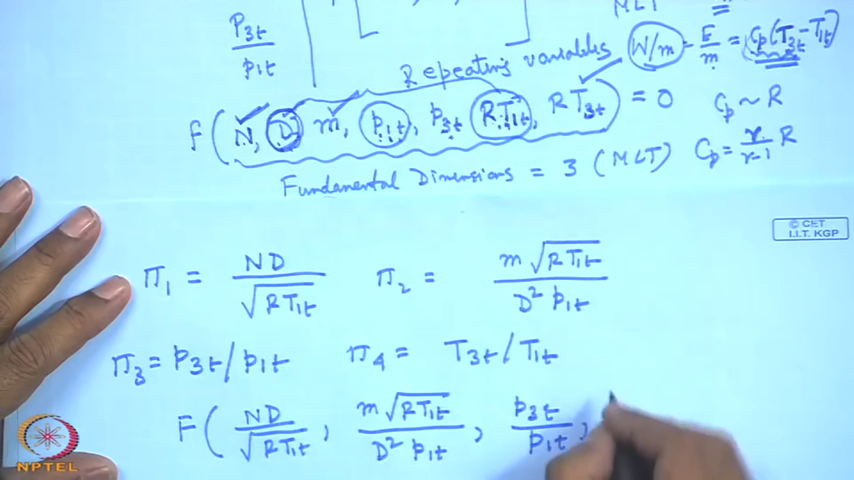 MLT
P3t / P1t
Repeating variables W/m - E/m = Cp(T3t - T1t)
F( N, D, m, P1t, P3t, RT1t, RT3t ) = 0 Cp ~ R
Fundamental Dimensions = 3 (MLT) Cp = γ/(γ-1) R
© CET
I.I.T. KGP
π1 = ND/√RT1t π2 = m√RT1t / D² P1t
π3 = P3t/P1t π4 = T3t/T1t
F( ND/√RT1t , m√RT1t / D² P1t , P3t/P1t ,
NPTEL